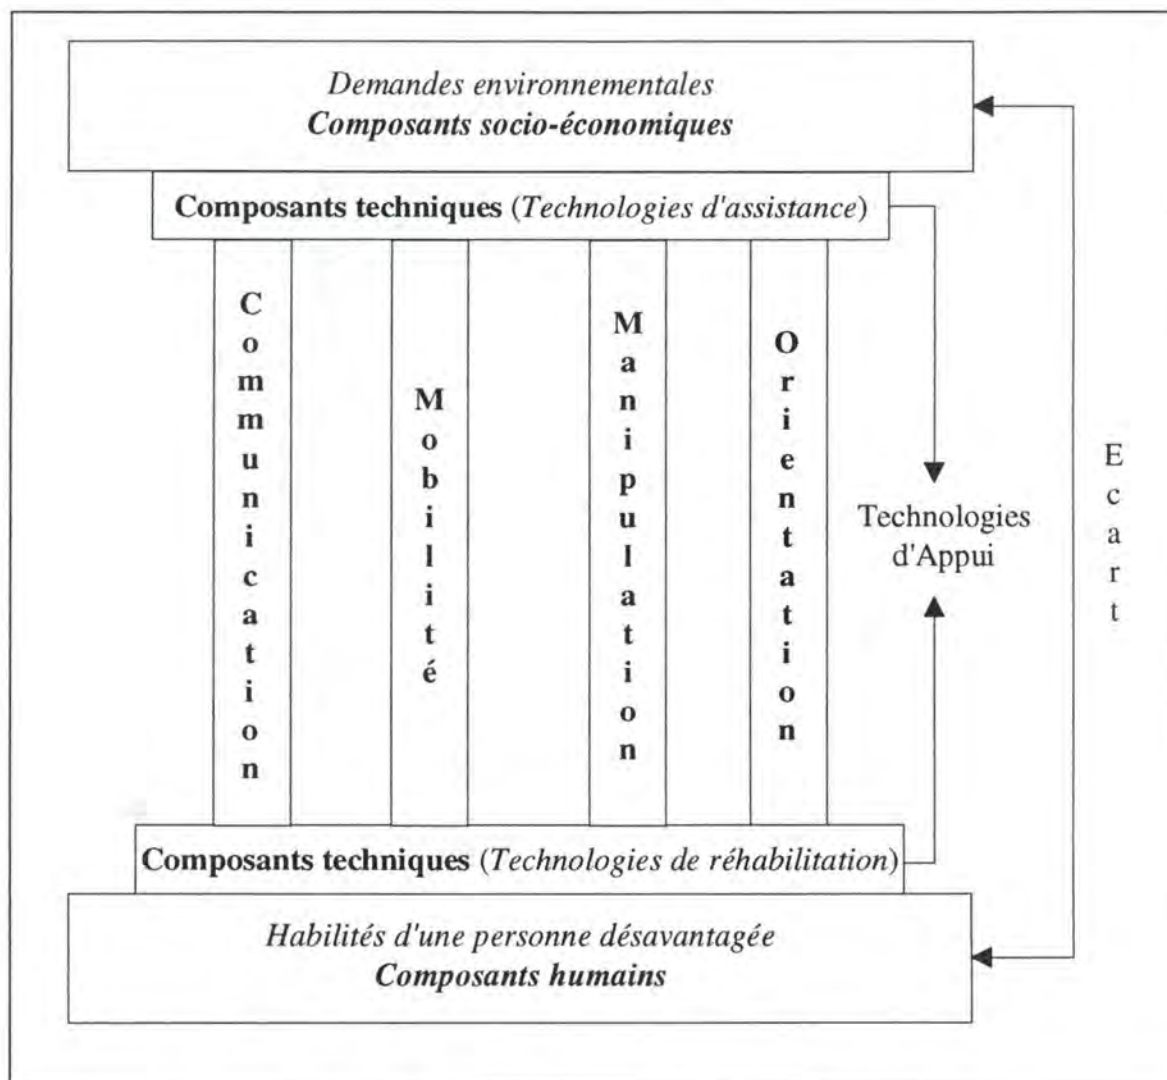 Demandes environnementales
Composants socio-économiques
Composants techniques (Technologies d'assistance)
Communication
Mobilité
Manipulation
Orientation
Technologies
d'Appui
Ecart
Composants techniques (Technologies de réhabilitation)
Habilités d'une personne désavantagée
Composants humains